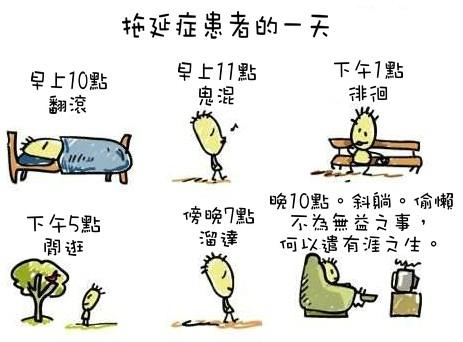 拖延症患者的一天
早上10點
翻滾
早上11點
鬼混
下午1點
徘徊
下午5點
閒逛
傍晚7點
溜達
晚10點。斜躺。偷懶
不為無益之事，
何以遣有涯之生。